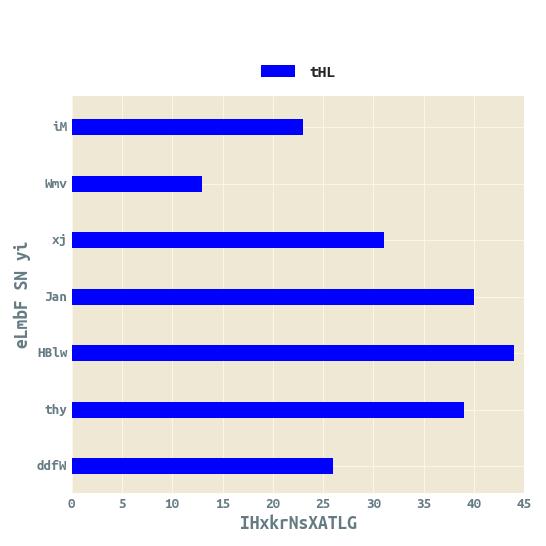 tHL
iM
Wmv
xj
Jan
HBlw
thy
ddfW
eLmbF SN yi
0 5 10 15 20 25 30 35 40 45
IHxkrNsXATLG